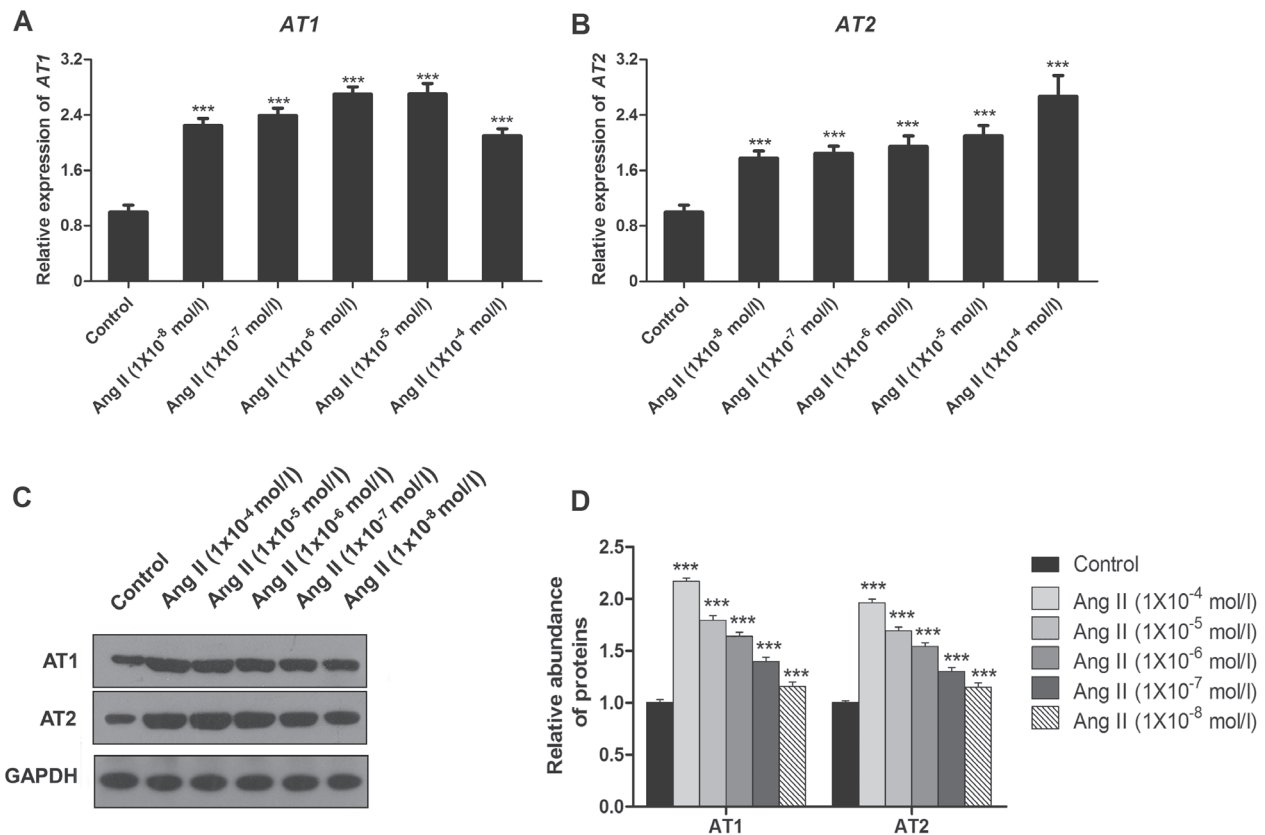 A
AT1
Relative expression of AT1
3.2
2.4
1.6
0.8
0
***
***
***
***
***
Control
Ang II (1X10⁻⁸ mol/l)
Ang II (1X10⁻⁷ mol/l)
Ang II (1X10⁻⁶ mol/l)
Ang II (1X10⁻⁵ mol/l)
Ang II (1X10⁻⁴ mol/l)
B
AT2
Relative expression of AT2
3.2
2.4
1.6
0.8
0
***
***
***
***
***
Control
Ang II (1X10⁻⁸ mol/l)
Ang II (1X10⁻⁷ mol/l)
Ang II (1X10⁻⁶ mol/l)
Ang II (1X10⁻⁵ mol/l)
Ang II (1X10⁻⁴ mol/l)
C
Control
Ang II (1x10⁻⁴ mol/l)
Ang II (1x10⁻⁵ mol/l)
Ang II (1x10⁻⁶ mol/l)
Ang II (1x10⁻⁷ mol/l)
Ang II (1x10⁻⁸ mol/l)
AT1
AT2
GAPDH
D
Relative abundance
of proteins
2.5
2.0
1.5
1.0
0.5
0.0
***
***
***
***
***
***
***
***
***
***
AT1
AT2
Control
Ang II (1X10⁻⁴ mol/l)
Ang II (1X10⁻⁵ mol/l)
Ang II (1X10⁻⁶ mol/l)
Ang II (1X10⁻⁷ mol/l)
Ang II (1X10⁻⁸ mol/l)